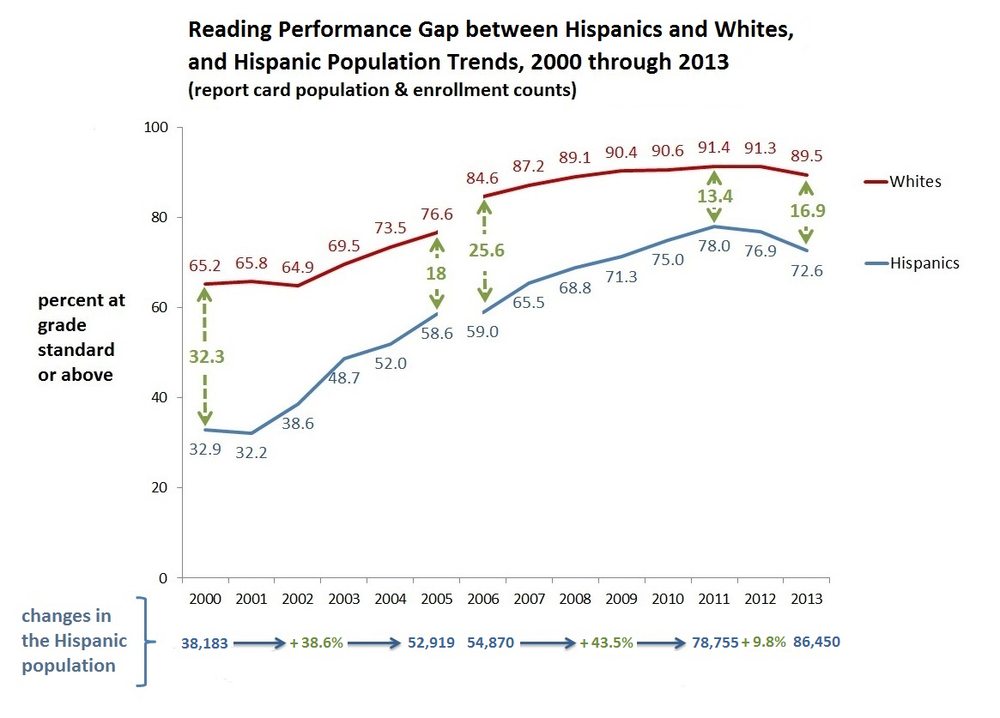 Reading Performance Gap between Hispanics and Whites,
and Hispanic Population Trends, 2000 through 2013
(report card population & enrollment counts)
100
80
60
40
20
0
percent at
grade
standard
or above
65.2 65.8 64.9 69.5 73.5 76.6 84.6 87.2 89.1 90.4 90.6 91.4 91.3 89.5
Whites
32.3 18 25.6 13.4 16.9
Hispanics
32.9 32.2 38.6 48.7 52.0 58.6 59.0 65.5 68.8 71.3 75.0 78.0 76.9 72.6
2000 2001 2002 2003 2004 2005 2006 2007 2008 2009 2010 2011 2012 2013
changes in
the Hispanic
population
38,183 + 38.6% 52,919 54,870 + 43.5% 78,755 + 9.8% 86,450